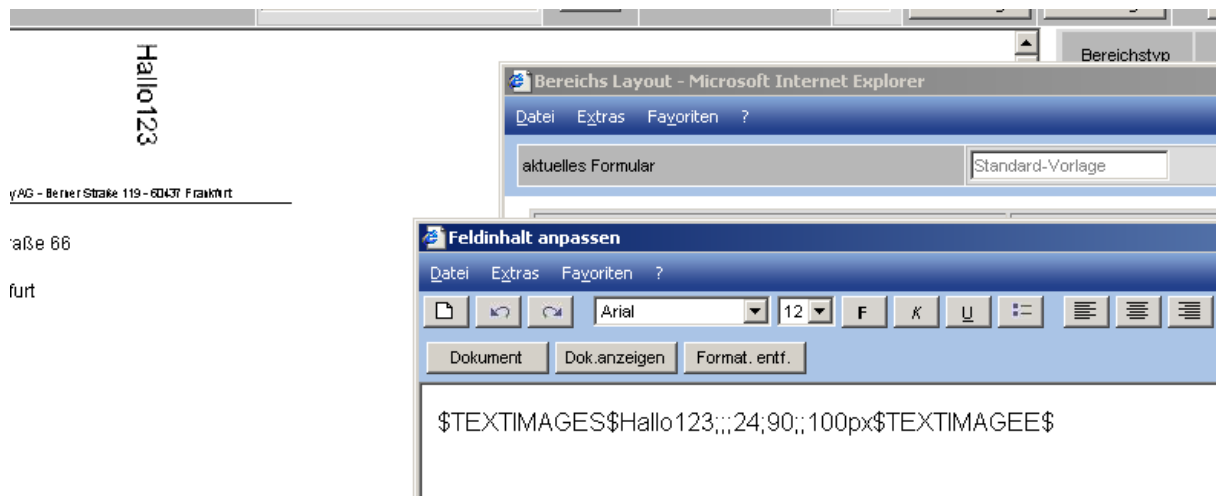 Bereichstyp
Hallo123
Bereichs Layout - Microsoft Internet Explorer
Datei Extras Favoriten ?
aktuelles Formular Standard-Vorlage
AG - Berner Straße 119 - 60437 Frankfurt
raße 66
furt
Feldinhalt anpassen
Datei Extras Favoriten ?
Arial 12 F K U
Dokument Dok.anzeigen Format. entf.
$TEXTIMAGES$Hallo123;;;24;90;;100px$TEXTIMAGEE$